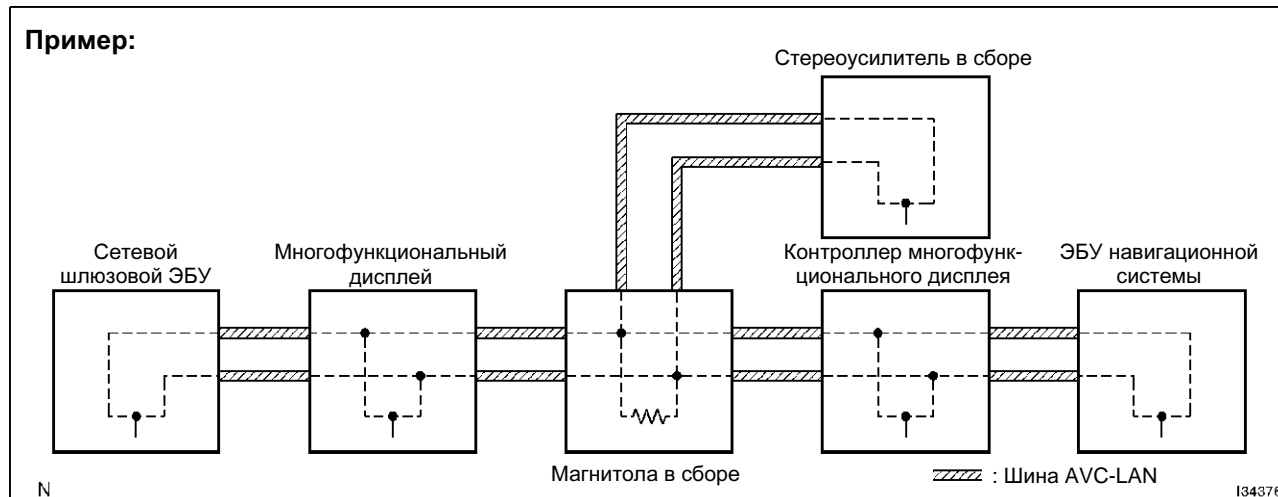 Пример:
Стереоусилитель в сборе
Сетевой
шлюзовой ЭБУ
Многофункциональный
дисплей
Контроллер многофунк-
ционального дисплея
ЭБУ навигационной
системы
Магнитола в сборе
: Шина AVC-LAN
N
I34376